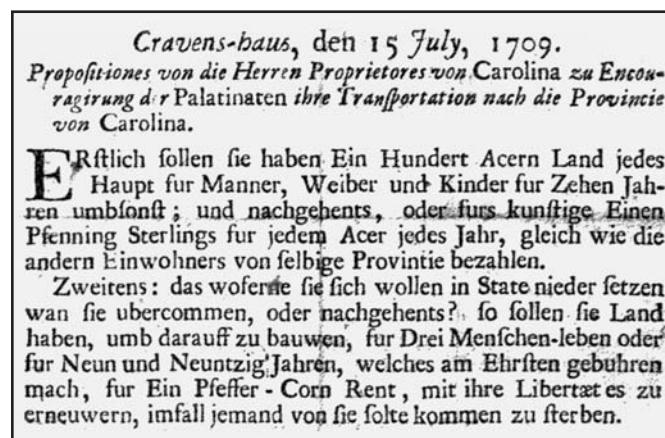 Cravens-haus, den 15 July, 1709.
Propoſitiones von die Herren Proprietores von Carolina zu Encou-
ragirung der Palatinaten ihre Tranſportation nach die Provincie
von Carolina.
ERſtlich ſollen ſie haben Ein Hundert Acern Land jedes
Haupt fur Manner, Weiber und Kinder fur Zehen Jah-
ren umbſonſt; und nachgehents, oder furs kunftige Einen
Pfenning Sterlings fur jedem Acer jedes Jahr, gleich wie die
andern Einwohners von ſelbige Provintie bezahlen.
Zweitens: das woferne ſie ſich wollen in State nieder ſetzen
wan ſie ubercommen, oder nachgehents? ſo ſollen ſie Land
haben, umb darauff zu bauwen, fur Drei Menſchen-leben oder
fur Neun und Neuntzig Jahren, welches am Ehrſten gebuhren
mach, fur Ein Pfeffer-Corn Rent, mit ihre Libertæt es zu
erneuwern, imfall jemand von ſie ſolte kommen zu ſterben.